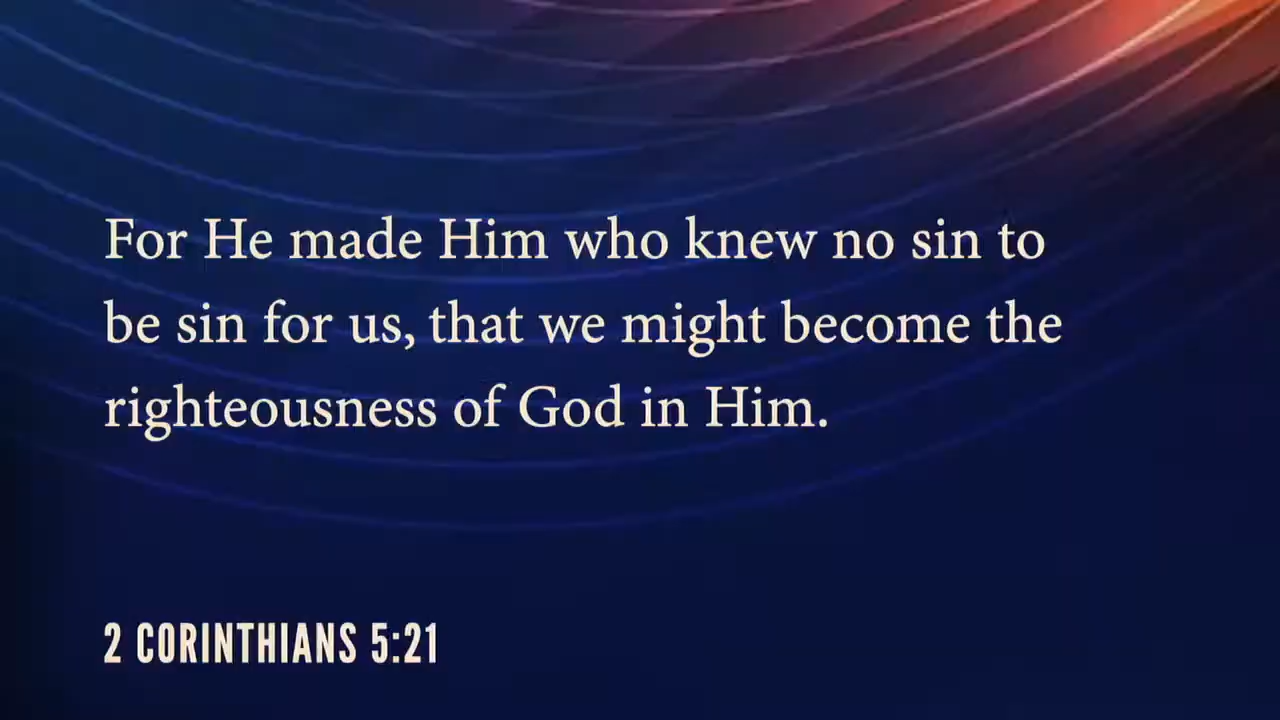 For He made Him who knew no sin to
be sin for us, that we might become the
righteousness of God in Him.
2 CORINTHIANS 5:21